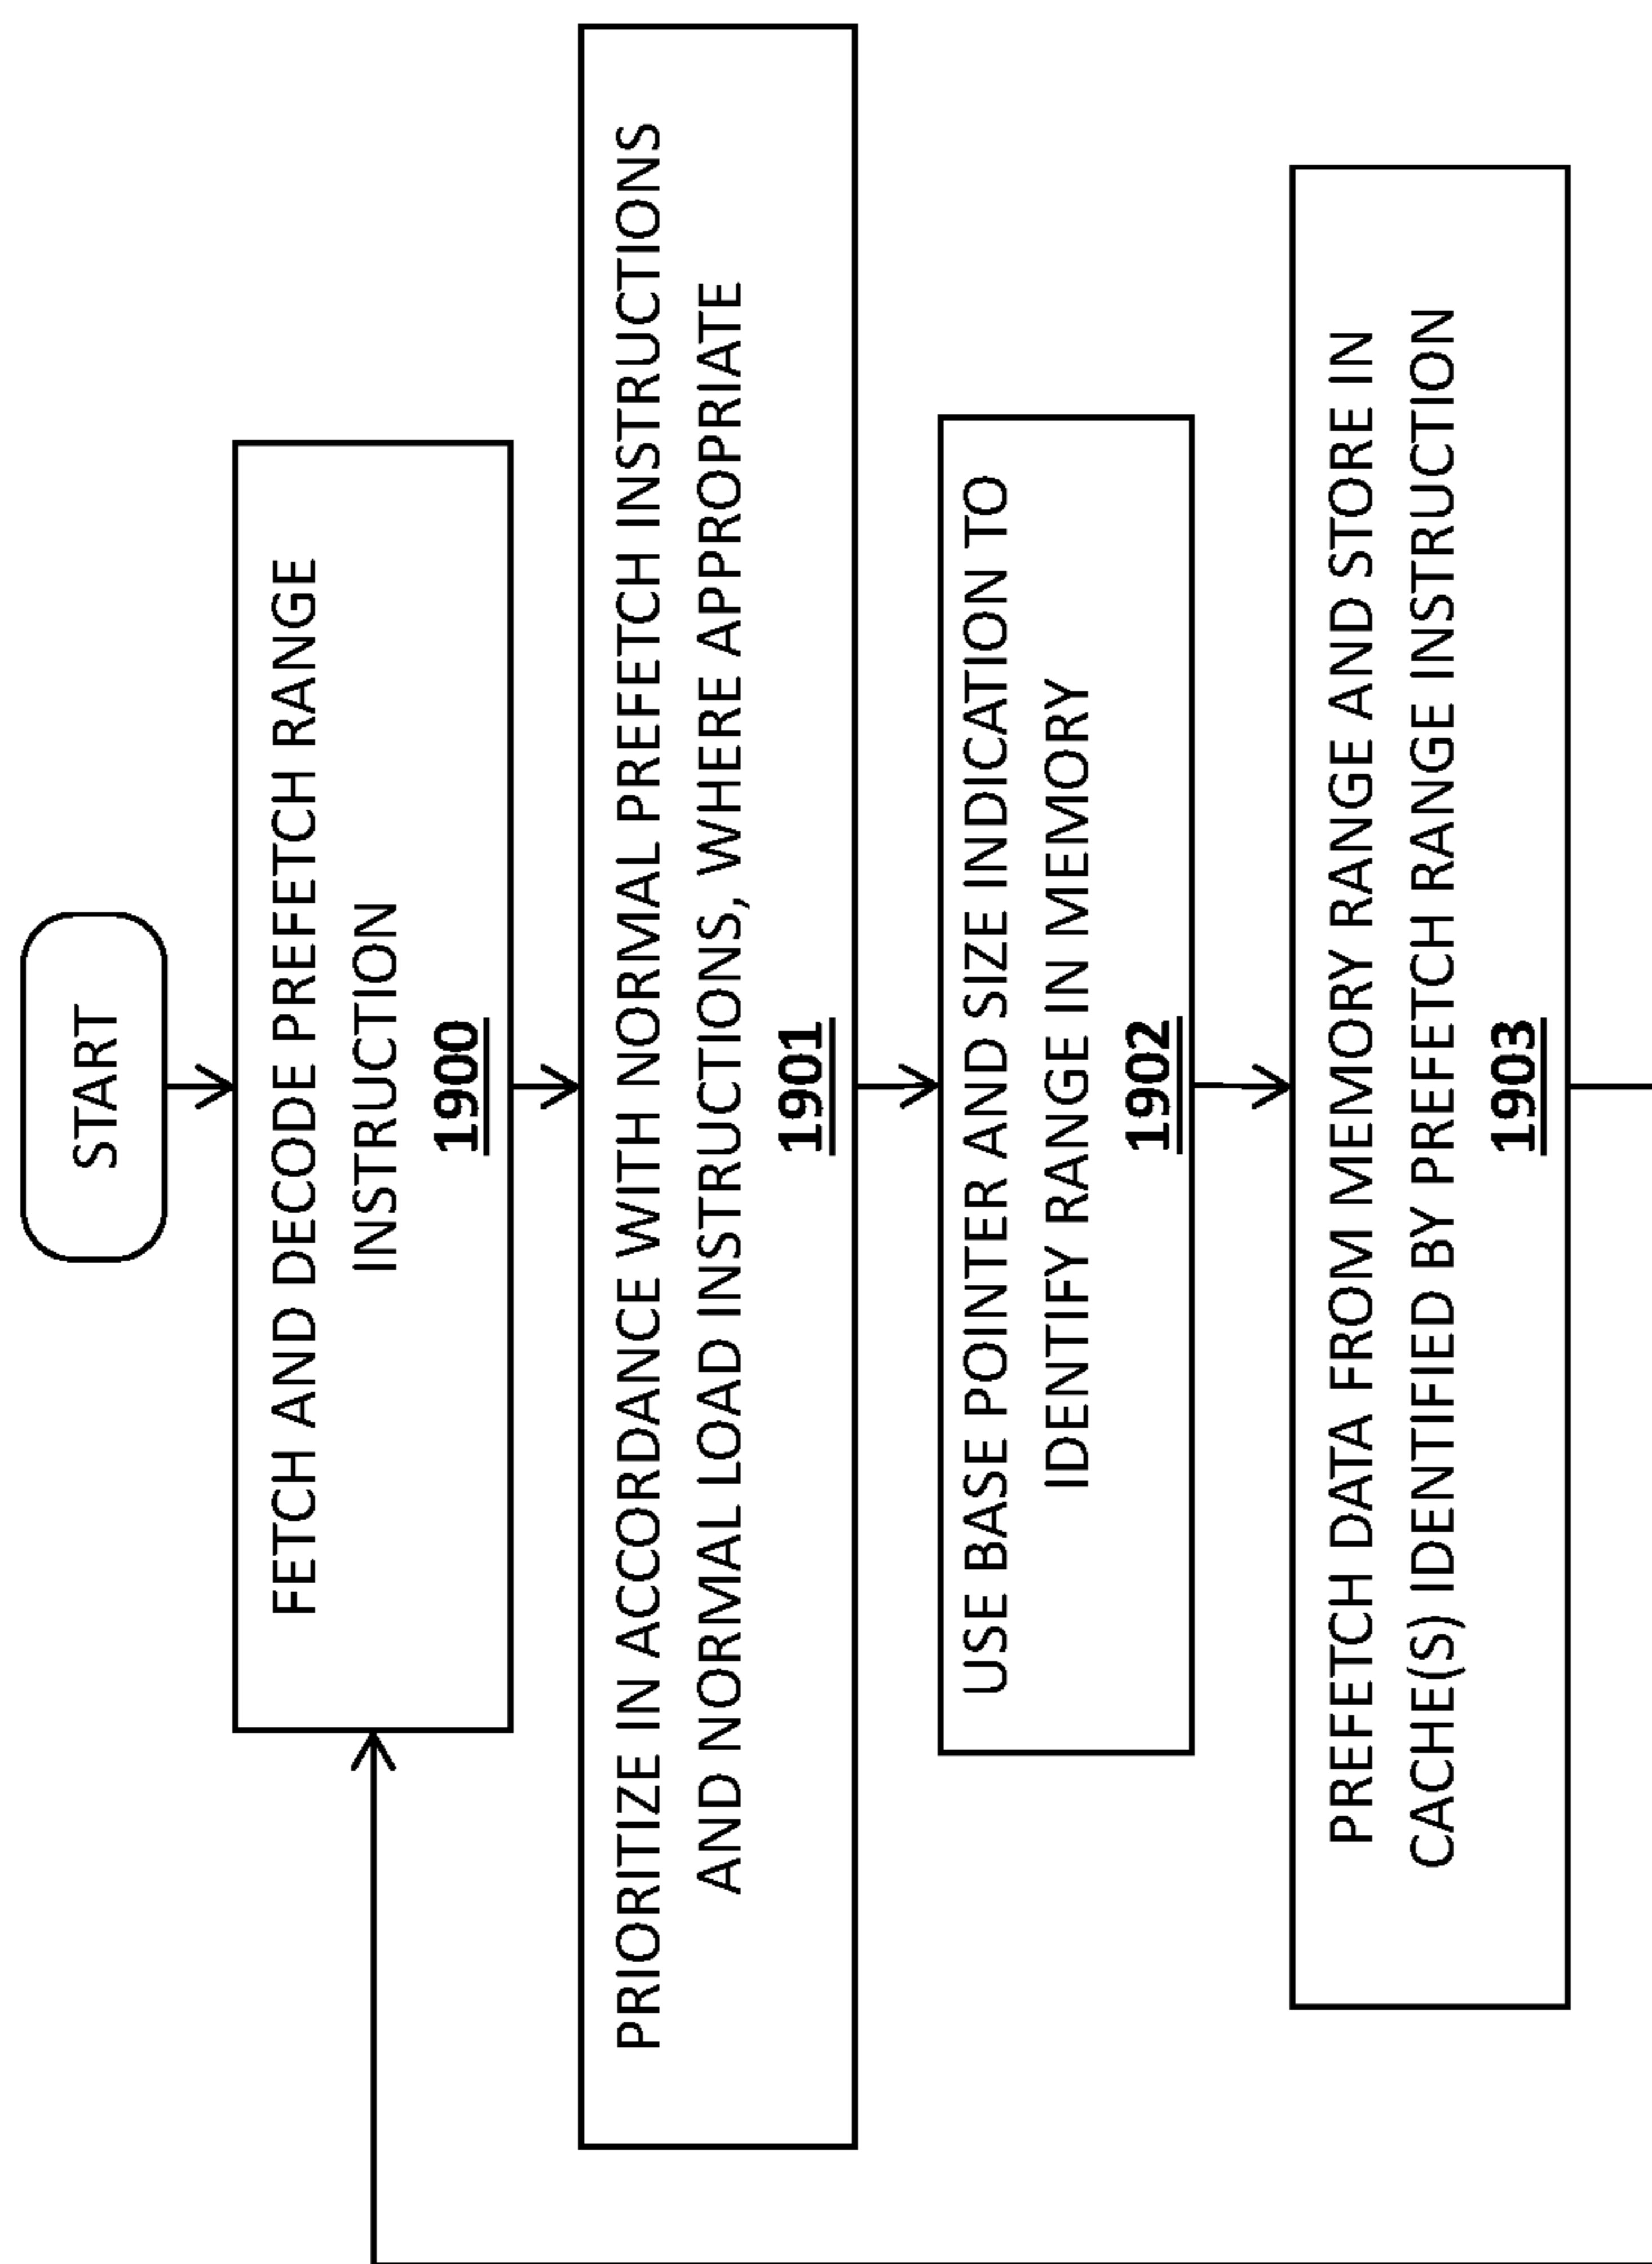 START
FETCH AND DECODE PREFETCH RANGE
INSTRUCTION
1900
PRIORITIZE IN ACCORDANCE WITH NORMAL PREFETCH INSTRUCTIONS
AND NORMAL LOAD INSTRUCTIONS, WHERE APPROPRIATE
1901
USE BASE POINTER AND SIZE INDICATION TO
IDENTIFY RANGE IN MEMORY
1902
PREFETCH DATA FROM MEMORY RANGE AND STORE IN
CACHE(S) IDENTIFIED BY PREFETCH RANGE INSTRUCTION
1903